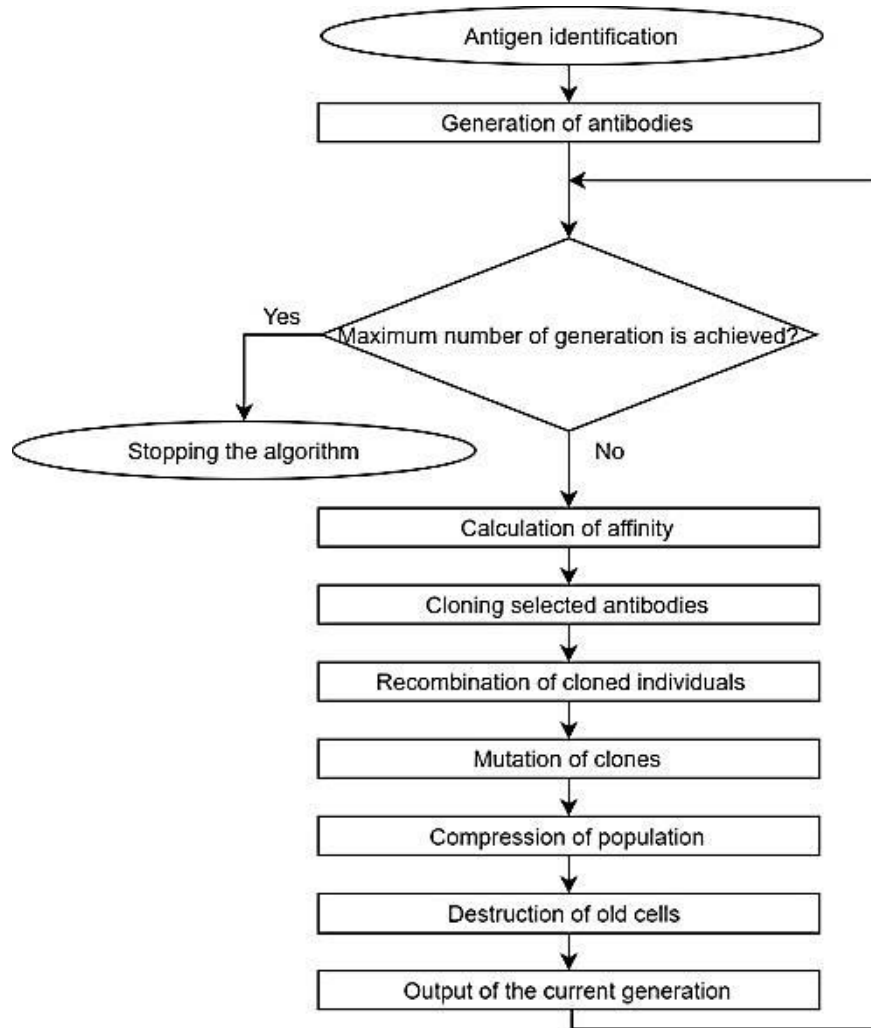 Antigen identification
Generation of antibodies
Maximum number of generation is achieved?
Yes
Stopping the algorithm
No
Calculation of affinity
Cloning selected antibodies
Recombination of cloned individuals
Mutation of clones
Compression of population
Destruction of old cells
Output of the current generation